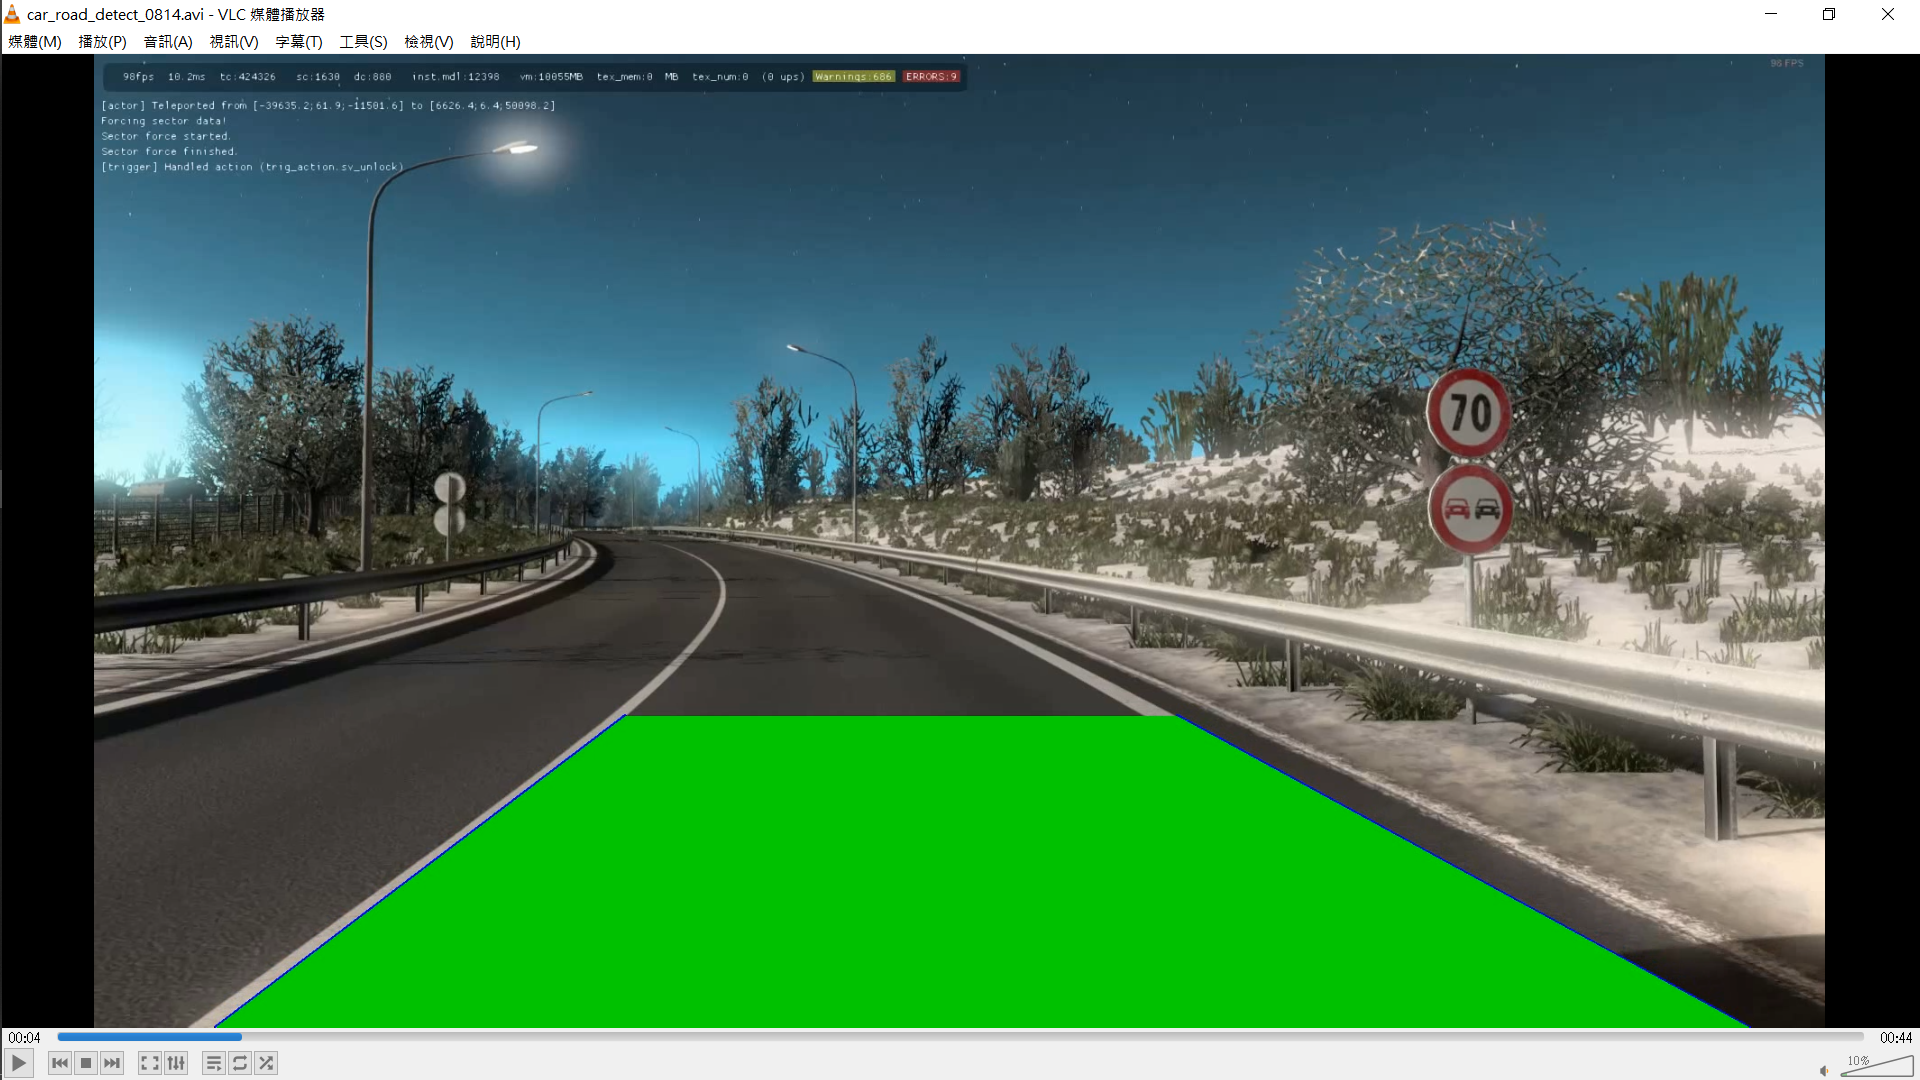 car_road_detect_0814.avi - VLC 媒體播放器
媒體(M) 播放(P) 音訊(A) 視訊(V) 字幕(T) 工具(S) 檢視(V) 說明(H)
98fps 10.2ms tc:424326 sc:1630 dc:880 inst.mdl:12398 vm:10055MB tex_mem:0 MB tex_num:0 (0 ups) Warnings:686 ERRORS:9
98 FPS
[actor] Teleported from [-39635.2;61.9;-11501.6] to [6626.4;6.4;50098.2]
Forcing sector data!
Sector force started.
Sector force finished.
[trigger] Handled action (trig_action.sv_unlock)
70
00:04
00:44
10%